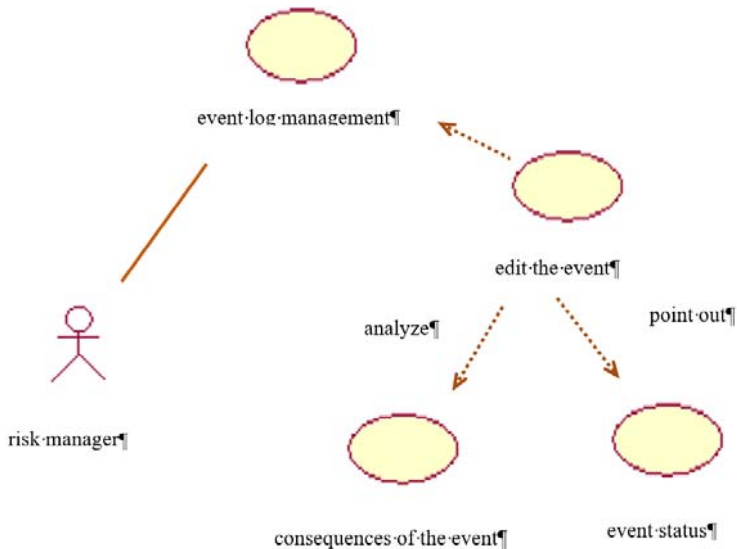 event·log·management¶
edit·the·event¶
analyze¶
point·out¶
risk·manager¶
consequences·of·the·event¶
event·status¶